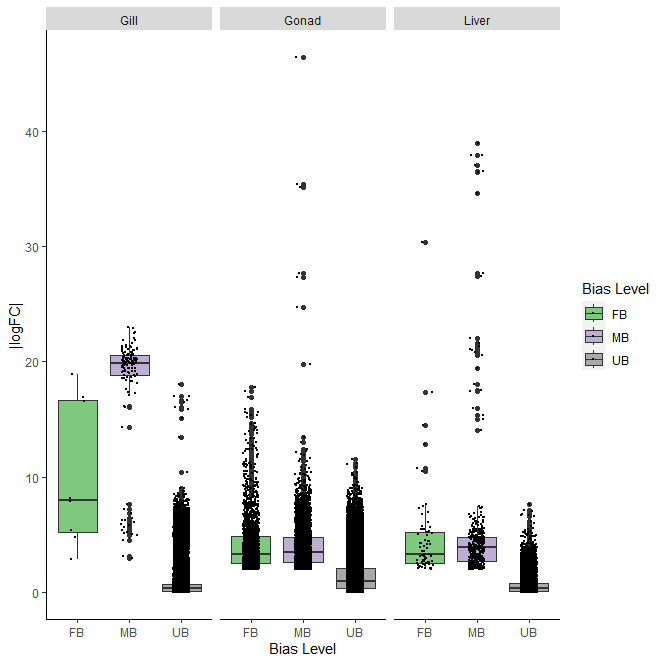 Gill Gonad Liver
|logFC|
40
30
20
10
0
FB MB UB FB MB UB FB MB UB
Bias Level
Bias Level
FB
MB
UB